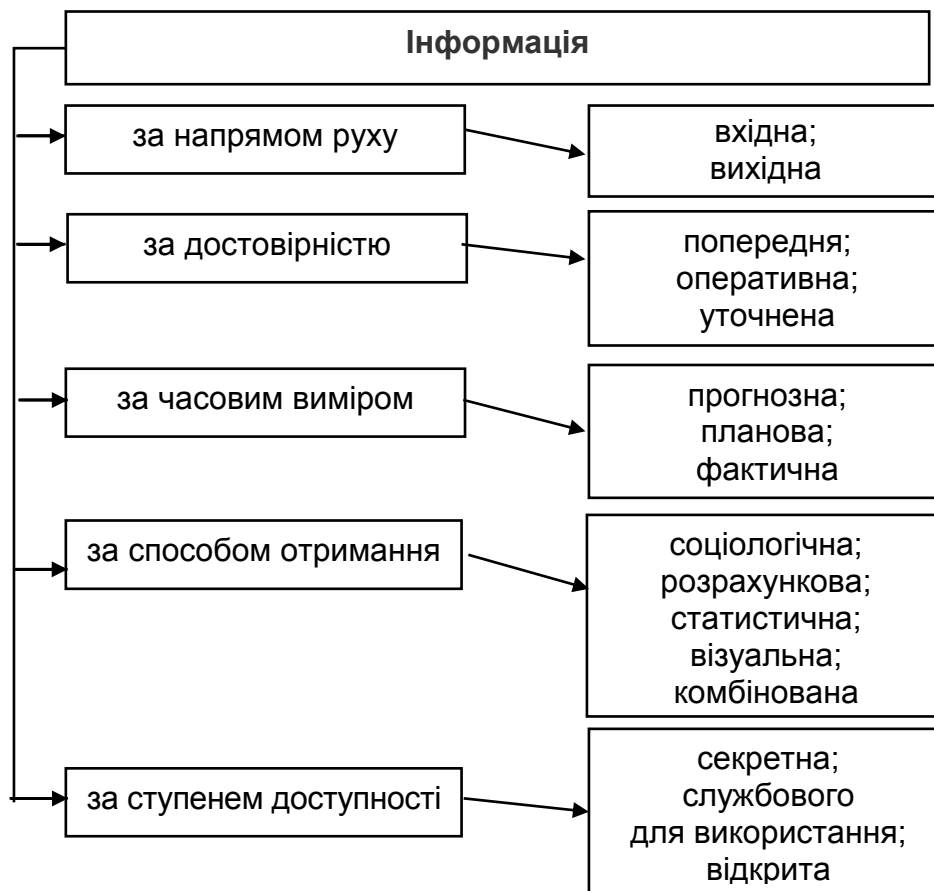 Інформація
за напрямом руху
вхідна;
вихідна
за достовірністю
попередня;
оперативна;
уточнена
за часовим виміром
прогнозна;
планова;
фактична
за способом отримання
соціологічна;
розрахункова;
статистична;
візуальна;
комбінована
за ступенем доступності
секретна;
службового
для використання;
відкрита